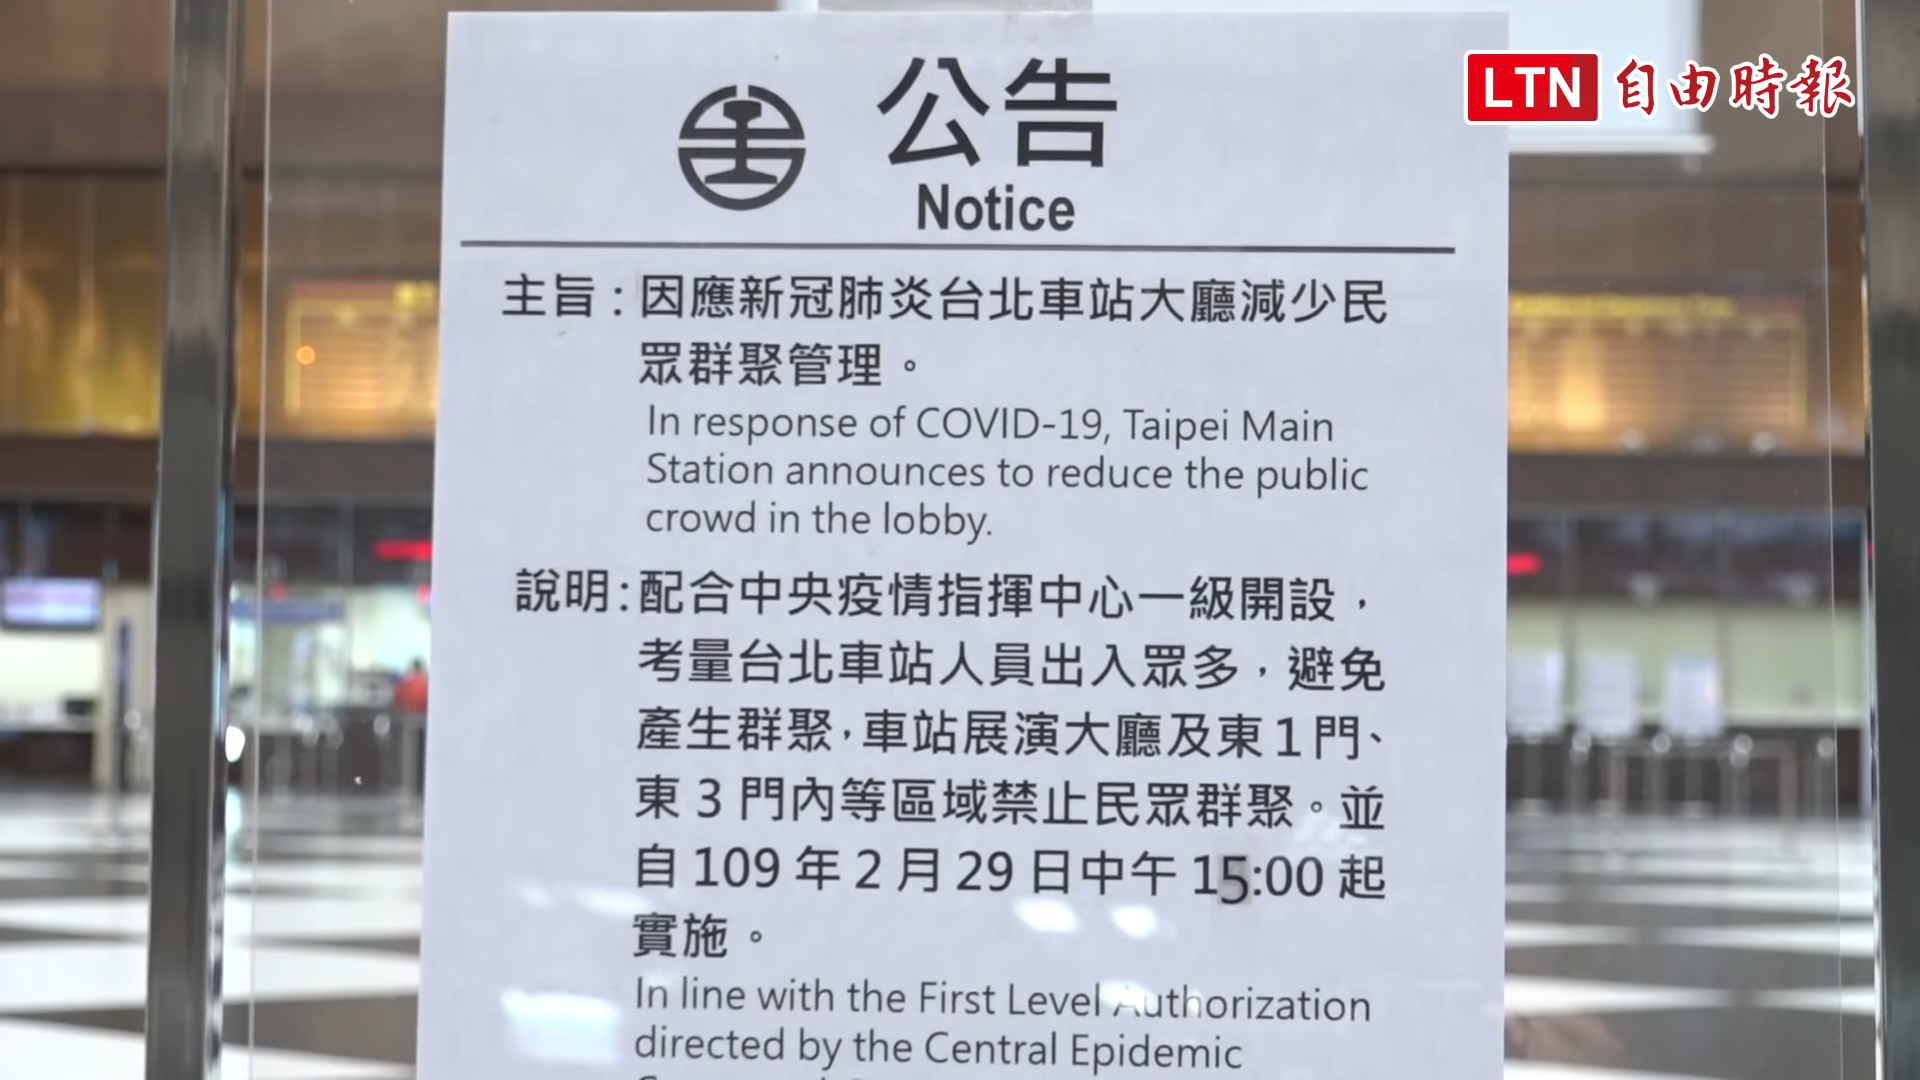 LTN 自由時報
公告
Notice
主旨：因應新冠肺炎台北車站大廳減少民
眾群聚管理。
In response of COVID-19, Taipei Main
Station announces to reduce the public
crowd in the lobby.
說明：配合中央疫情指揮中心一級開設，
考量台北車站人員出入眾多，避免
產生群聚，車站展演大廳及東1門、
東3門內等區域禁止民眾群聚。並
自109年2月29日中午15:00起
實施。
In line with the First Level Authorization
directed by the Central Epidemic